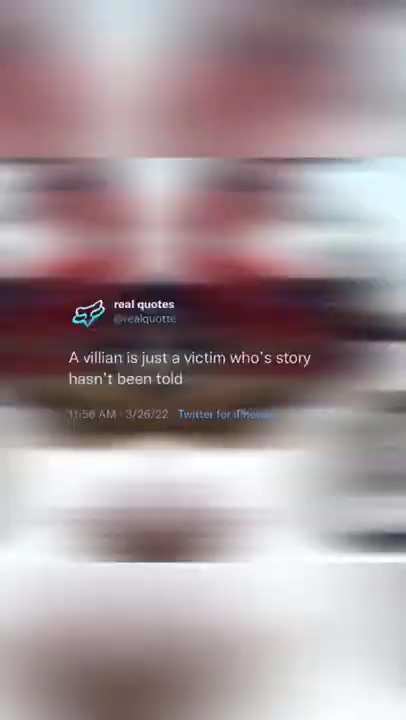 real quotes
@realquotte
A villian is just a victim who's story
hasn't been told
11:56 AM · 3/26/22 Twitter for iPhone